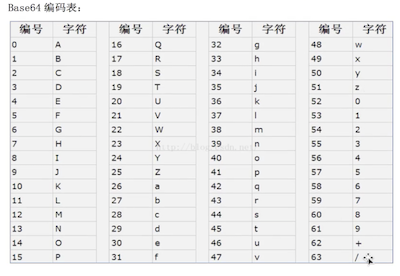 Base64 编码表：
编号 字符 编号 字符 编号 字符 编号 字符
0 A 16 Q 32 g 48 w
1 B 17 R 33 h 49 x
2 C 18 S 34 i 50 y
3 D 19 T 35 j 51 z
4 E 20 U 36 k 52 0
5 F 21 V 37 l 53 1
6 G 22 W 38 m 54 2
7 H 23 X 39 n 55 3
8 I 24 Y 40 o 56 4
9 J 25 Z 41 p 57 5
10 K 26 a 42 q 58 6
11 L 27 b 43 r 59 7
12 M 28 c 44 s 60 8
13 N 29 d 45 t 61 9
14 O 30 e 46 u 62 +
15 P 31 f 47 v 63 /